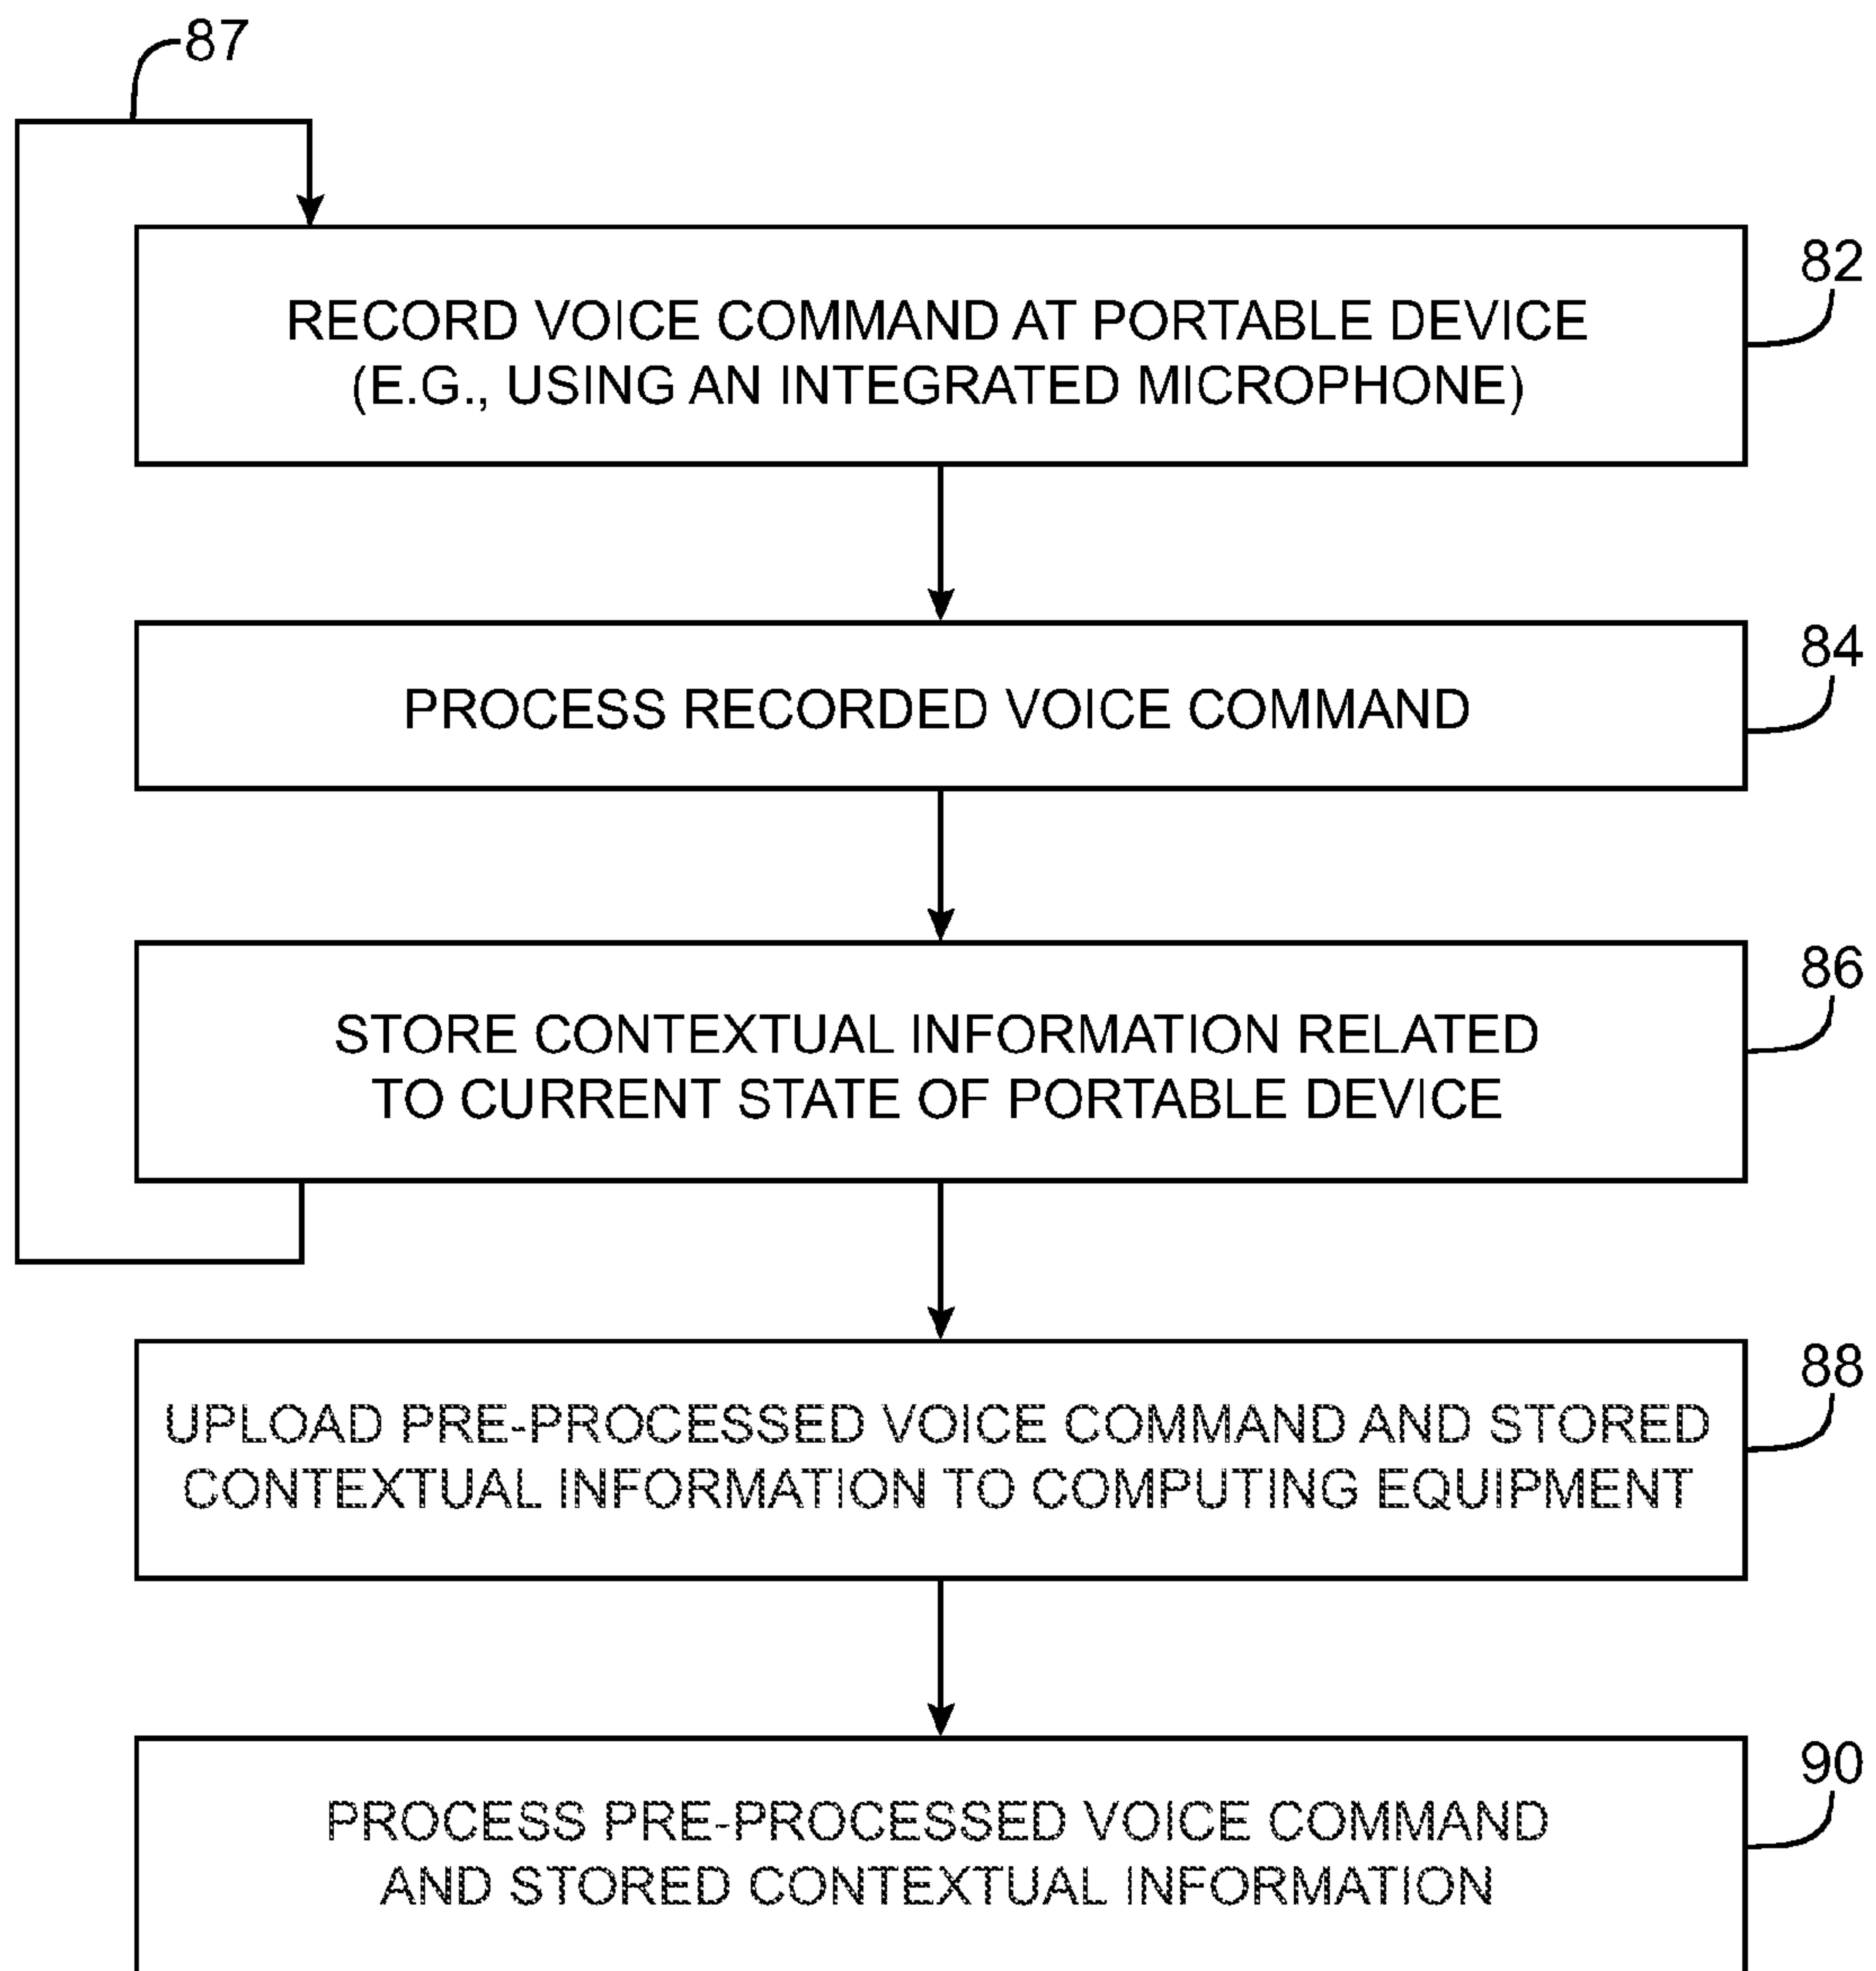 87
82
RECORD VOICE COMMAND AT PORTABLE DEVICE
(E.G., USING AN INTEGRATED MICROPHONE)
84
PROCESS RECORDED VOICE COMMAND
86
STORE CONTEXTUAL INFORMATION RELATED
TO CURRENT STATE OF PORTABLE DEVICE
88
UPLOAD PRE-PROCESSED VOICE COMMAND AND STORED
CONTEXTUAL INFORMATION TO COMPUTING EQUIPMENT
90
PROCESS PRE-PROCESSED VOICE COMMAND
AND STORED CONTEXTUAL INFORMATION